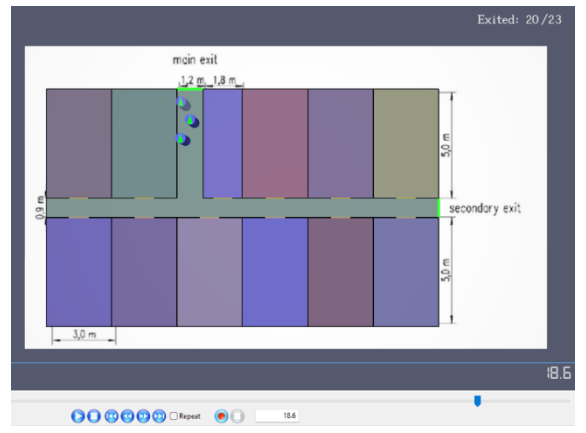 Exited: 20/23
main exit
1,2 m 1,8 m
5,0 m
0,9 m
secondary exit
5,0 m
3,0 m
18.6
Repeat
18.6